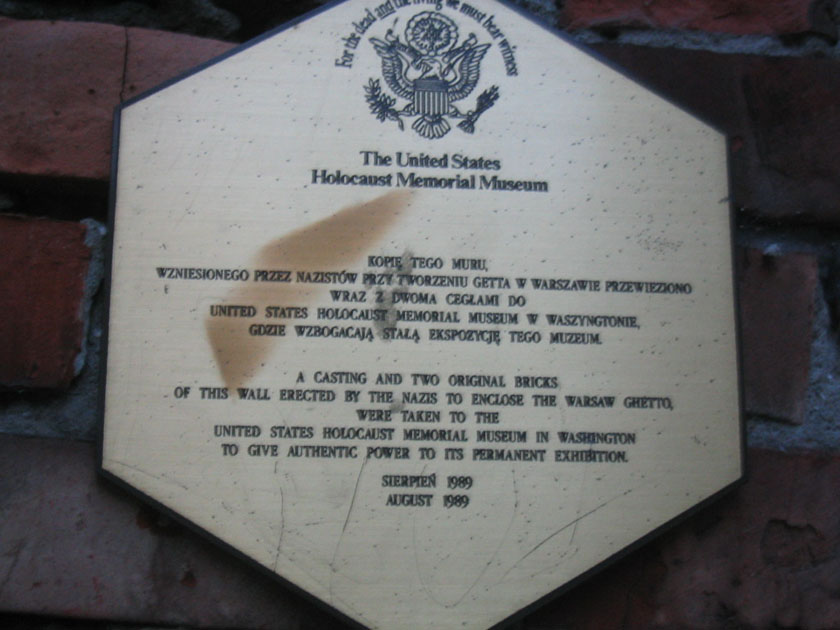 For the dead and the living we must bear witness
The United States
Holocaust Memorial Museum
KOPIĘ TEGO MURU,
WZNIESIONEGO PRZEZ NAZISTÓW PRZY TWORZENIU GETTA W WARSZAWIE PRZEWIEZIONO
WRAZ Z DWOMA CEGŁAMI DO
UNITED STATES HOLOCAUST MEMORIAL MUSEUM W WASZYNGTONIE,
GDZIE WZBOGACAJĄ STAŁĄ EKSPOZYCJĘ TEGO MUZEUM.
A CASTING AND TWO ORIGINAL BRICKS
OF THIS WALL ERECTED BY THE NAZIS TO ENCLOSE THE WARSAW GHETTO,
WERE TAKEN TO THE
UNITED STATES HOLOCAUST MEMORIAL MUSEUM IN WASHINGTON
TO GIVE AUTHENTIC POWER TO ITS PERMANENT EXHIBITION.
SIERPIEŃ 1989
AUGUST 1989